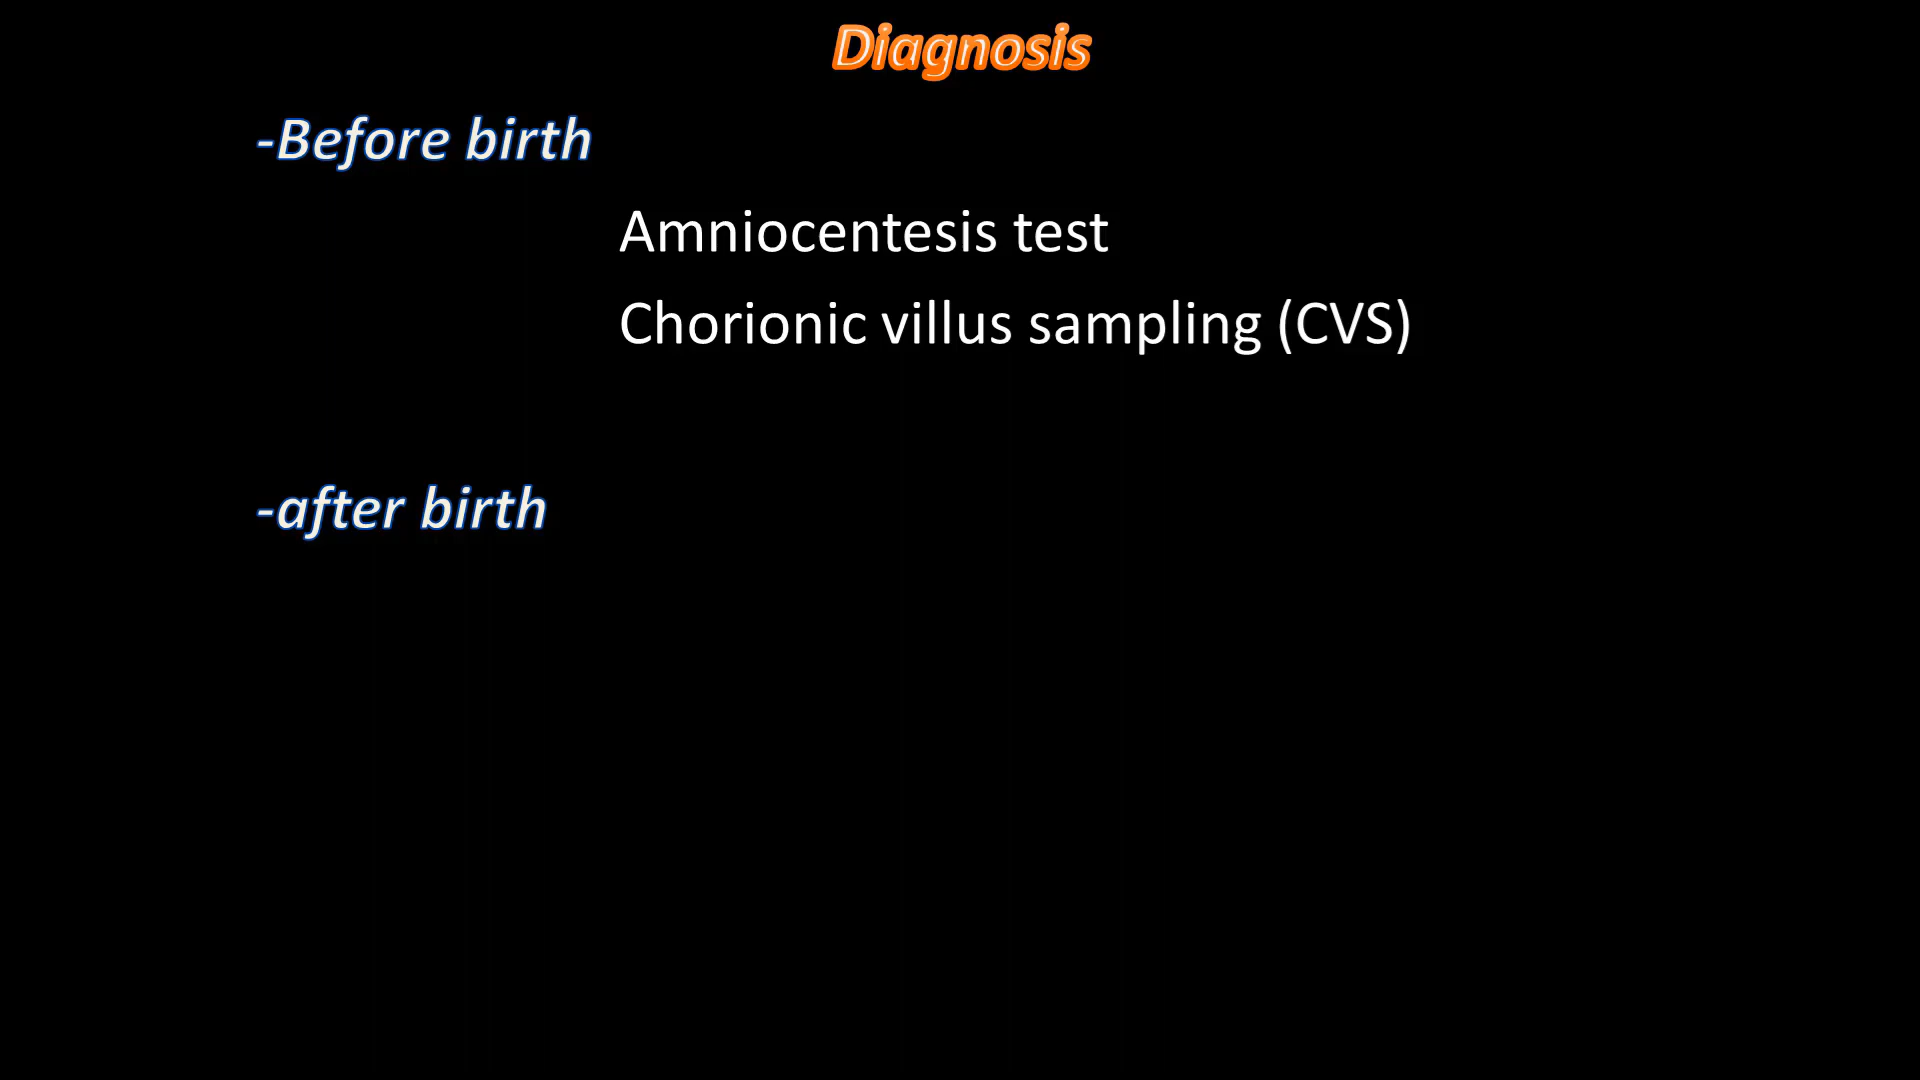 Diagnosis
-Before birth
Amniocentesis test
Chorionic villus sampling (CVS)
-after birth